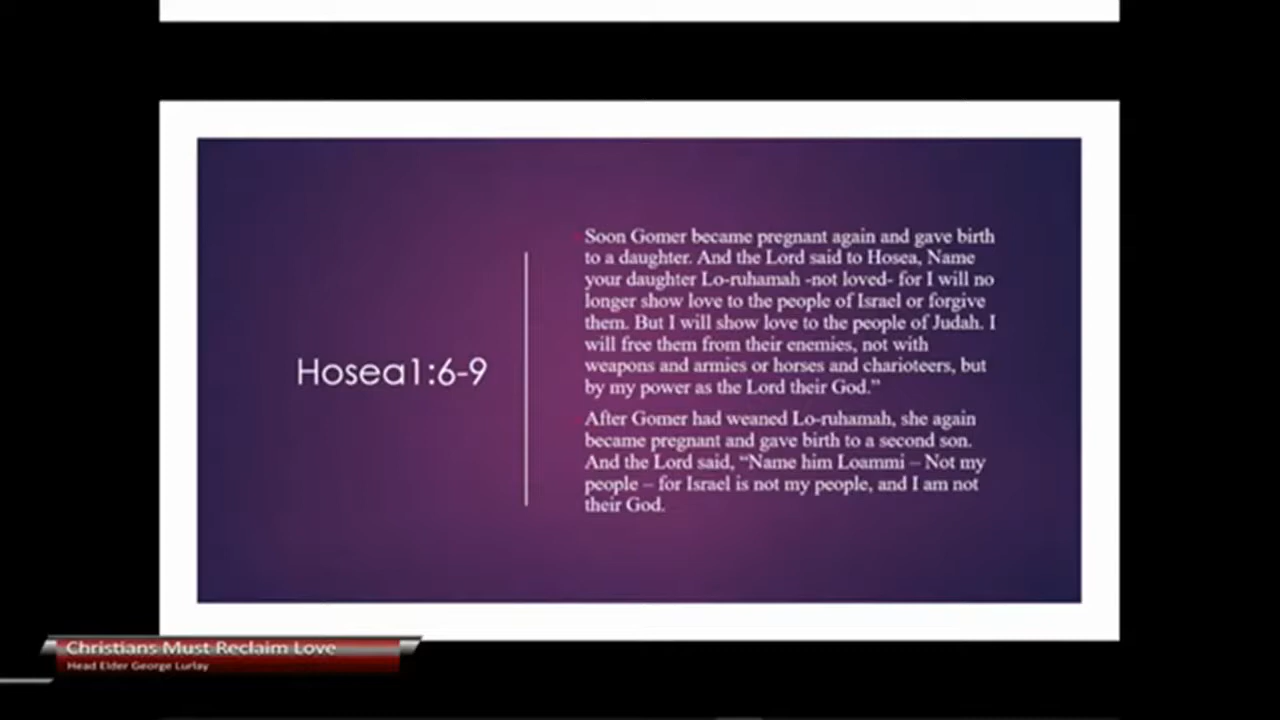 Hosea1:6-9
Soon Gomer became pregnant again and gave birth
to a daughter. And the Lord said to Hosea, Name
your daughter Lo-ruhamah -not loved- for I will no
longer show love to the people of Israel or forgive
them. But I will show love to the people of Judah. I
will free them from their enemies, not with
weapons and armies or horses and charioteers, but
by my power as the Lord their God.”
After Gomer had weaned Lo-ruhamah, she again
became pregnant and gave birth to a second son.
And the Lord said, “Name him Loammi – Not my
people – for Israel is not my people, and I am not
their God.
Christians Must Reclaim Love
Head Elder George Lurlay